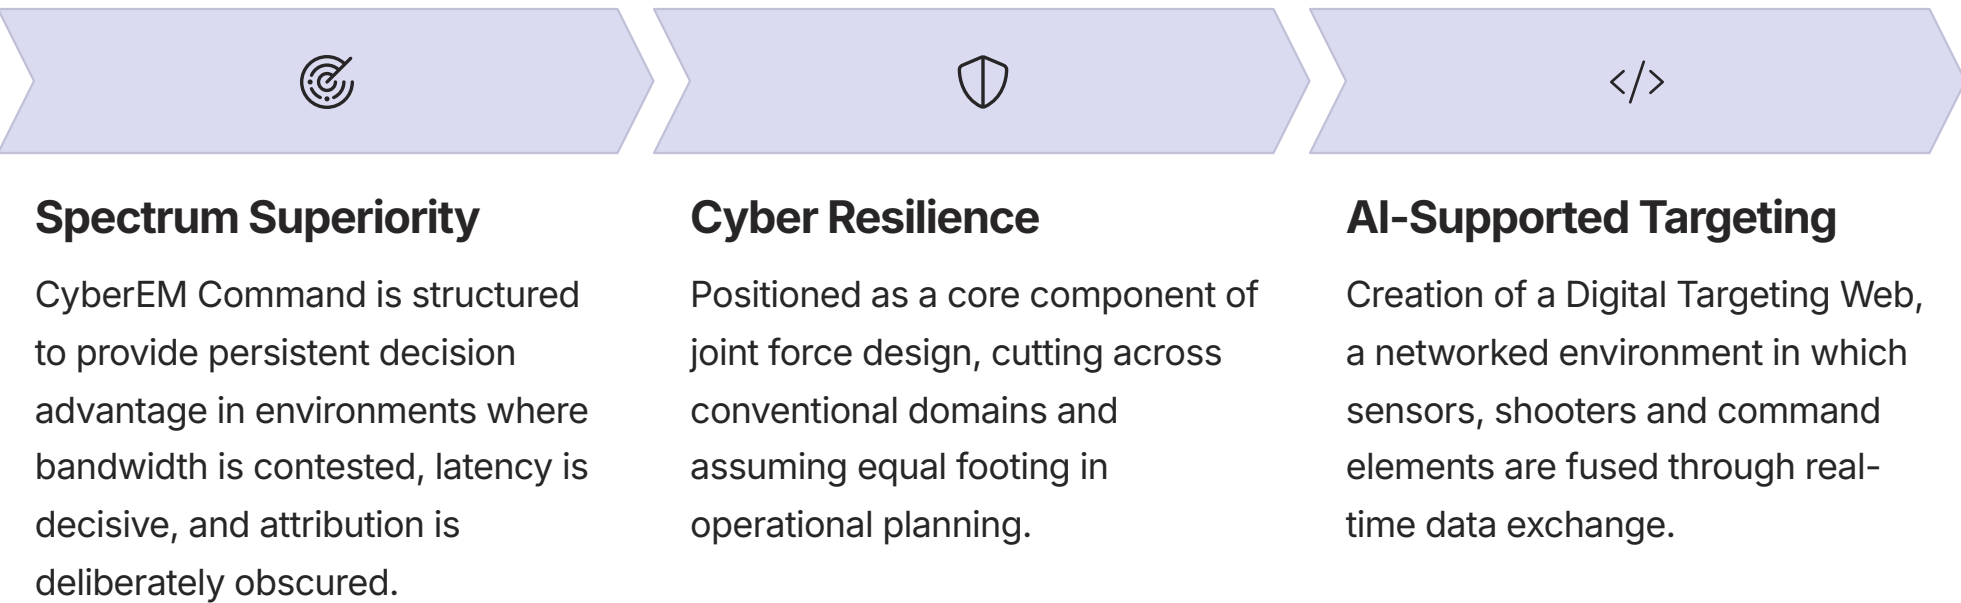 Spectrum Superiority
CyberEM Command is structured
to provide persistent decision
advantage in environments where
bandwidth is contested, latency is
decisive, and attribution is
deliberately obscured.
Cyber Resilience
Positioned as a core component of
joint force design, cutting across
conventional domains and
assuming equal footing in
operational planning.
AI-Supported Targeting
Creation of a Digital Targeting Web,
a networked environment in which
sensors, shooters and command
elements are fused through real-
time data exchange.